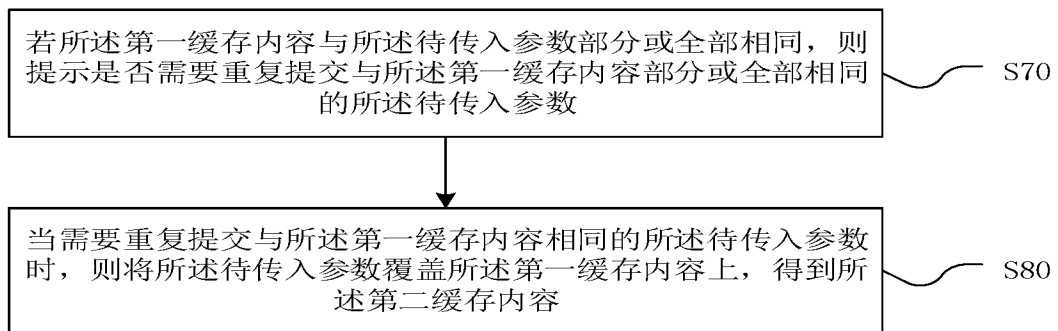 若所述第一缓存内容与所述待传入参数部分或全部相同，则
提示是否需要重复提交与所述第一缓存内容部分或全部相同
的所述待传入参数
S70
当需要重复提交与所述第一缓存内容相同的所述待传入参数
时，则将所述待传入参数覆盖所述第一缓存内容上，得到所
述第二缓存内容
S80